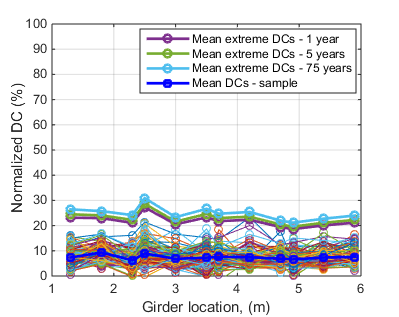 Mean extreme DCs - 1 year
Mean extreme DCs - 5 years
Mean extreme DCs - 75 years
Mean DCs - sample
Normalized DC (%)
100
90
80
70
60
50
40
30
20
10
0
1 2 3 4 5 6
Girder location, (m)